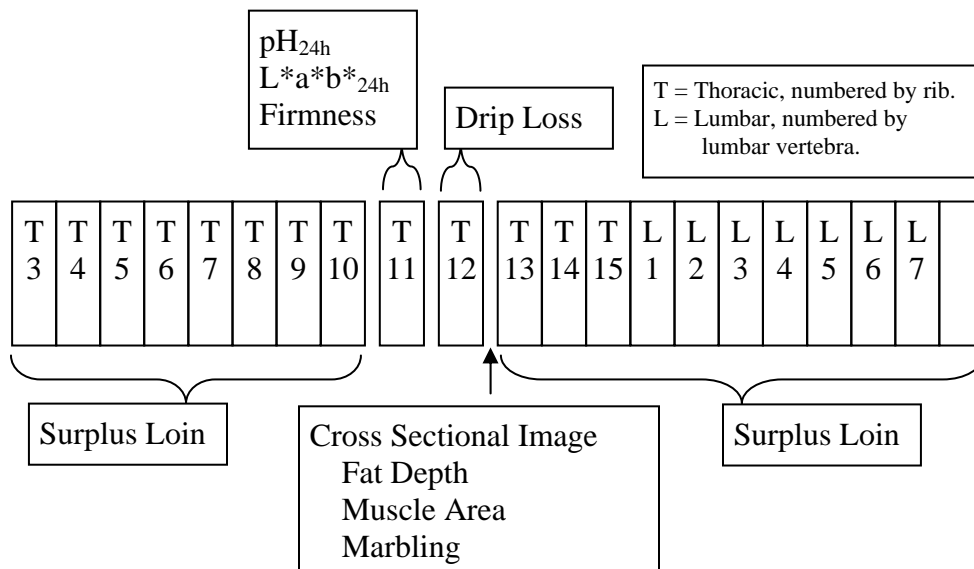 pH24h
L*a*b*24h
Firmness
Drip Loss
T = Thoracic, numbered by rib.
L = Lumbar, numbered by
lumbar vertebra.
T T T T T T T T T T T T T L L L L L L L
3 4 5 6 7 8 9 10 11 12 13 14 15 1 2 3 4 5 6 7
Surplus Loin
Cross Sectional Image
Fat Depth
Muscle Area
Marbling
Surplus Loin